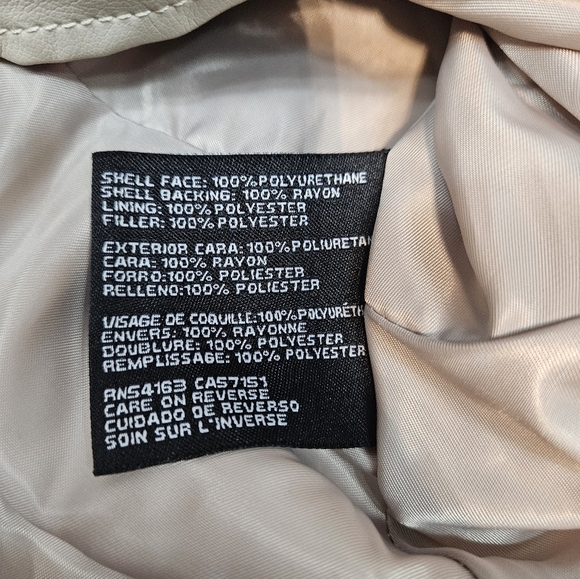 SHELL FACE: 100% POLYURETHANE
SHELL BACKING: 100% RAYON
LINING: 100% POLYESTER
FILLER: 100% POLYESTER
EXTERIOR CARA: 100% POLIURETA
CARA: 100% RAYON
FORRO: 100% POLIESTER
RELLENO: 100% POLIESTER
VISAGE DE COQUILLE: 100% POLYURÉTH
ENVERS: 100% RAYONNE
DOUBLURE: 100% POLYESTER
REMPLISSAGE: 100% POLYESTER
RN54163 CA57151
CARE ON REVERSE
CUIDADO DE REVERSO
SOIN SUR L'INVERSE